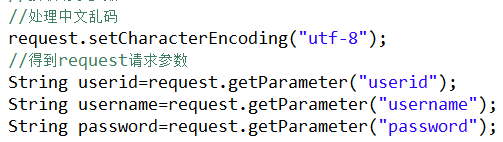 //处理中文乱码
request.setCharacterEncoding("utf-8");
//得到request请求参数
String userid=request.getParameter("userid");
String username=request.getParameter("username");
String password=request.getParameter("password");